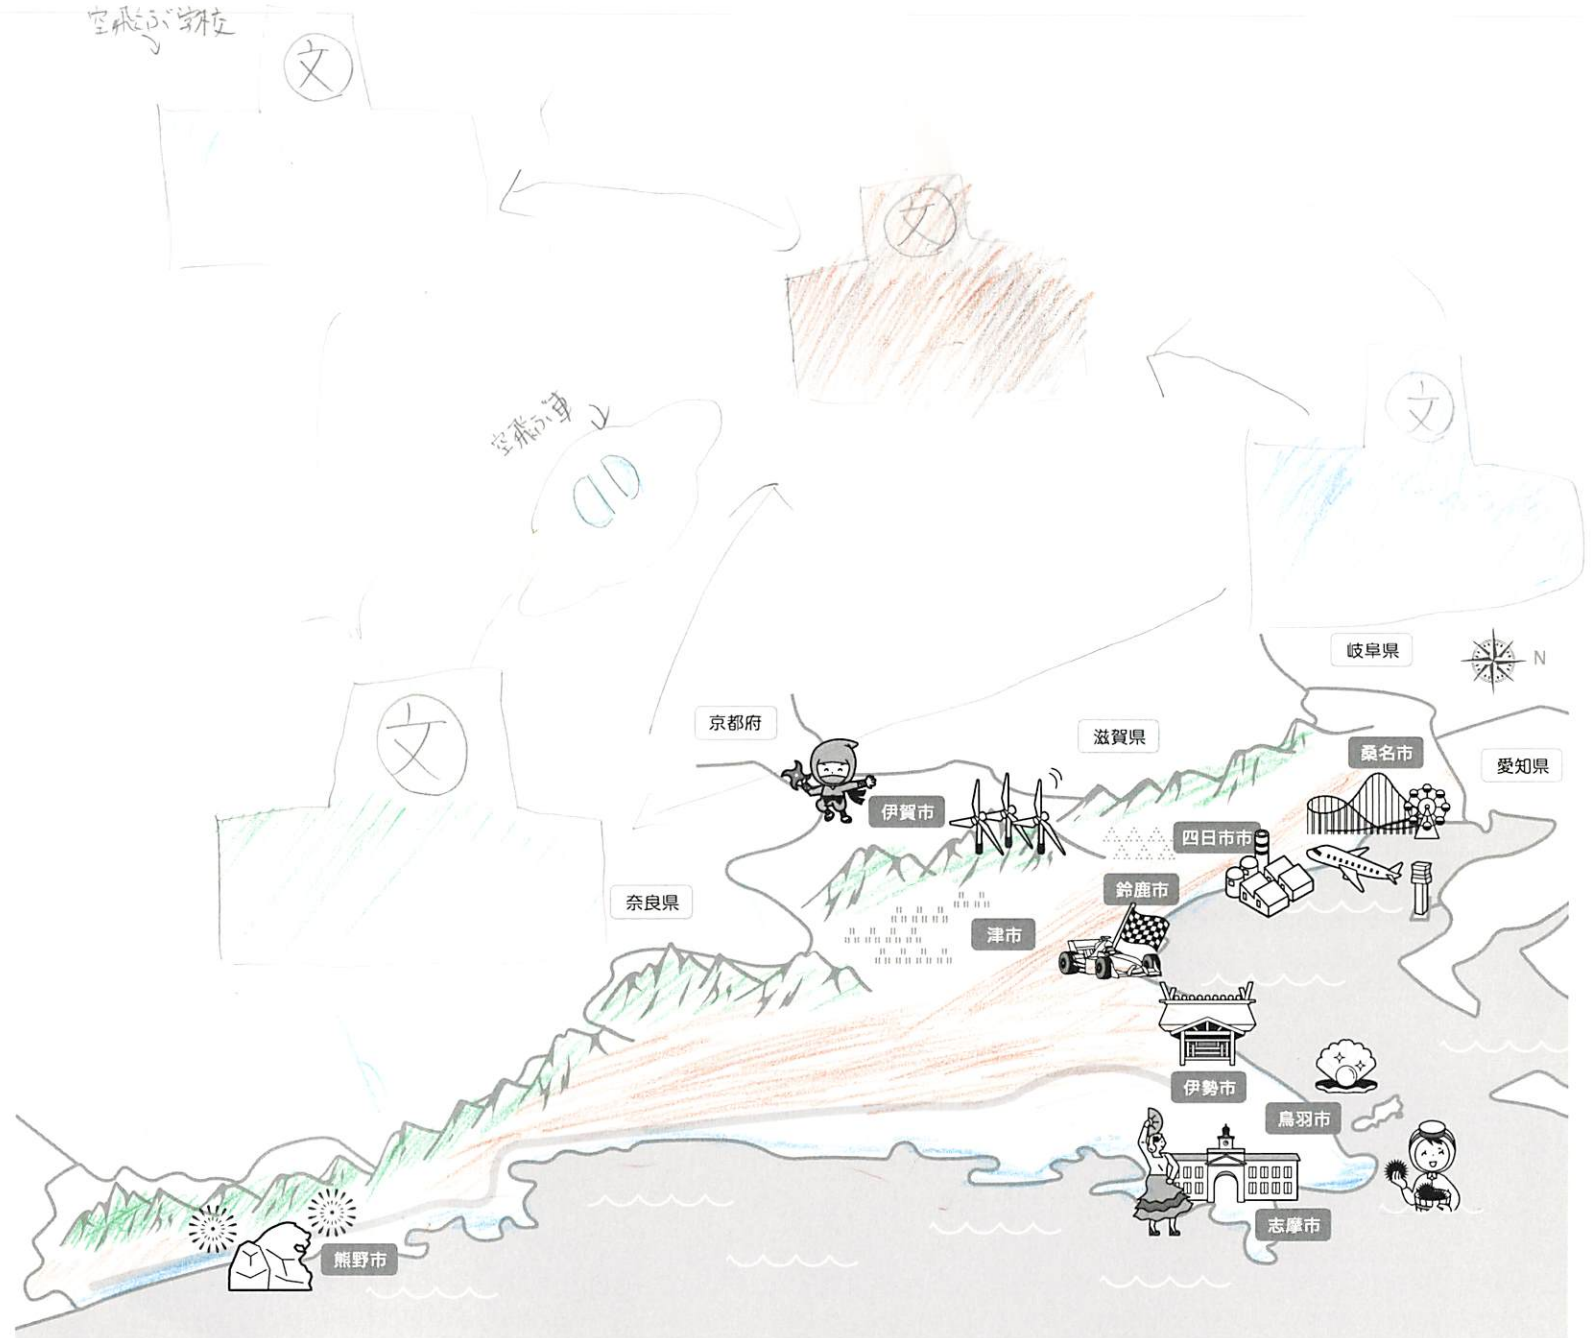 空飛ぶ学校
文
文
空飛ぶ車
文
岐阜県
N
京都府
滋賀県
桑名市
愛知県
文
伊賀市
四日市市
奈良県
鈴鹿市
津市
伊勢市
鳥羽市
志摩市
熊野市